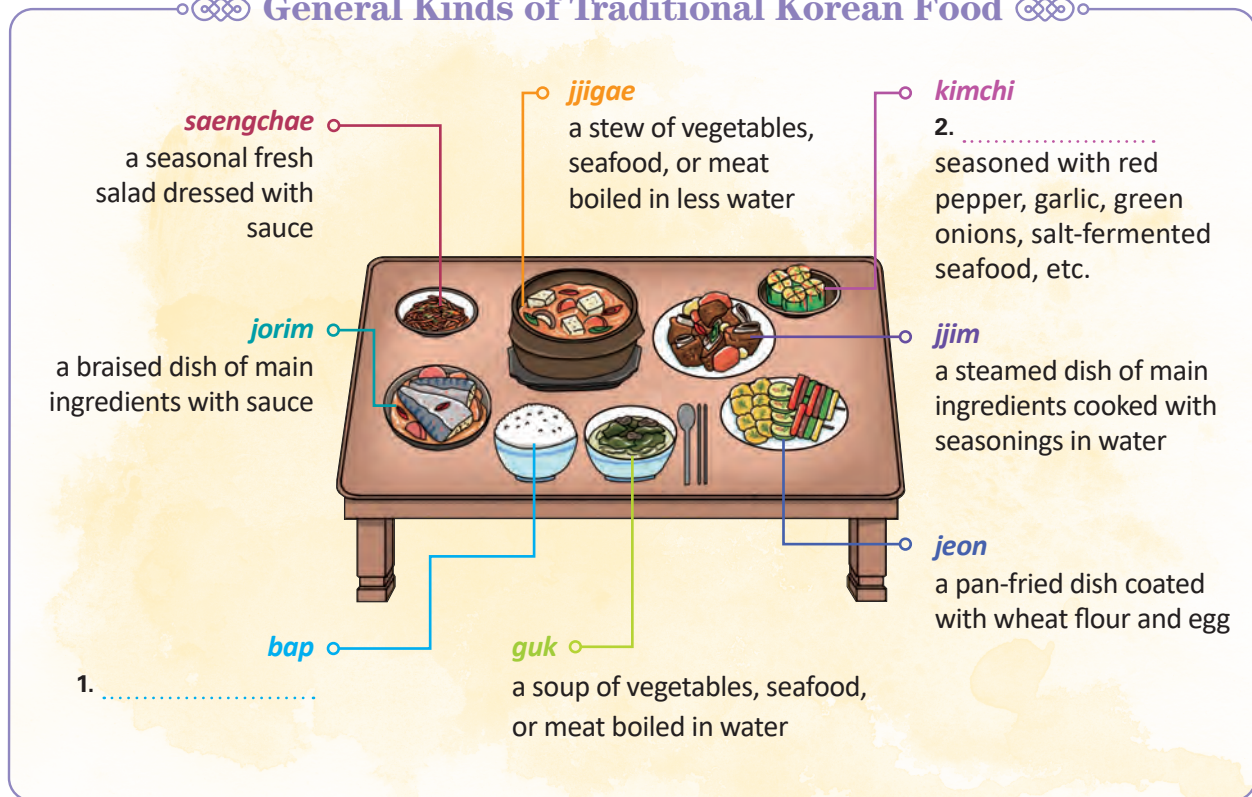 General Kinds of Traditional Korean Food
saengchae
a seasonal fresh
salad dressed with
sauce
jjigae
a stew of vegetables,
seafood, or meat
boiled in less water
kimchi
2.
seasoned with red
pepper, garlic, green
onions, salt-fermented
seafood, etc.
jorim
a braised dish of main
ingredients with sauce
jjim
a steamed dish of main
ingredients cooked with
seasonings in water
jeon
a pan-fried dish coated
with wheat flour and egg
bap
1.
guk
a soup of vegetables, seafood,
or meat boiled in water